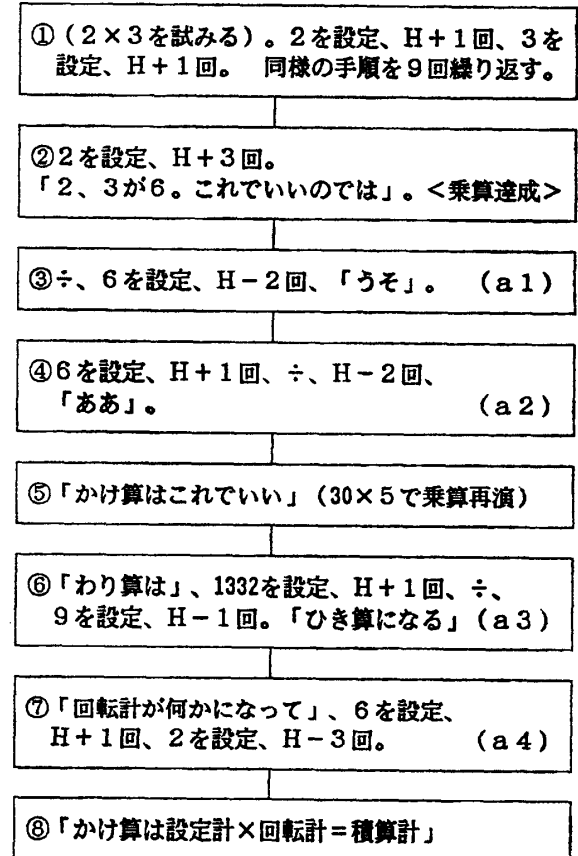 ①(2×3を試みる)。2を設定、H+1回、3を
設定、H+1回。 同様の手順を9回繰り返す。
②2を設定、H+3回。
「2、3が6。これでいいのでは」。<乗算達成>
③÷、6を設定、H-2回、「うそ」。 (a1)
④6を設定、H+1回、÷、H-2回、
「ああ」。 (a2)
⑤「かけ算はこれでいい」(30×5で乗算再演)
⑥「わり算は」、1332を設定、H+1回、÷、
9を設定、H-1回。「ひき算になる」(a3)
⑦「回転計が何かになって」、6を設定、
H+1回、2を設定、H-3回。 (a4)
⑧「かけ算は設定計×回転計=積算計」